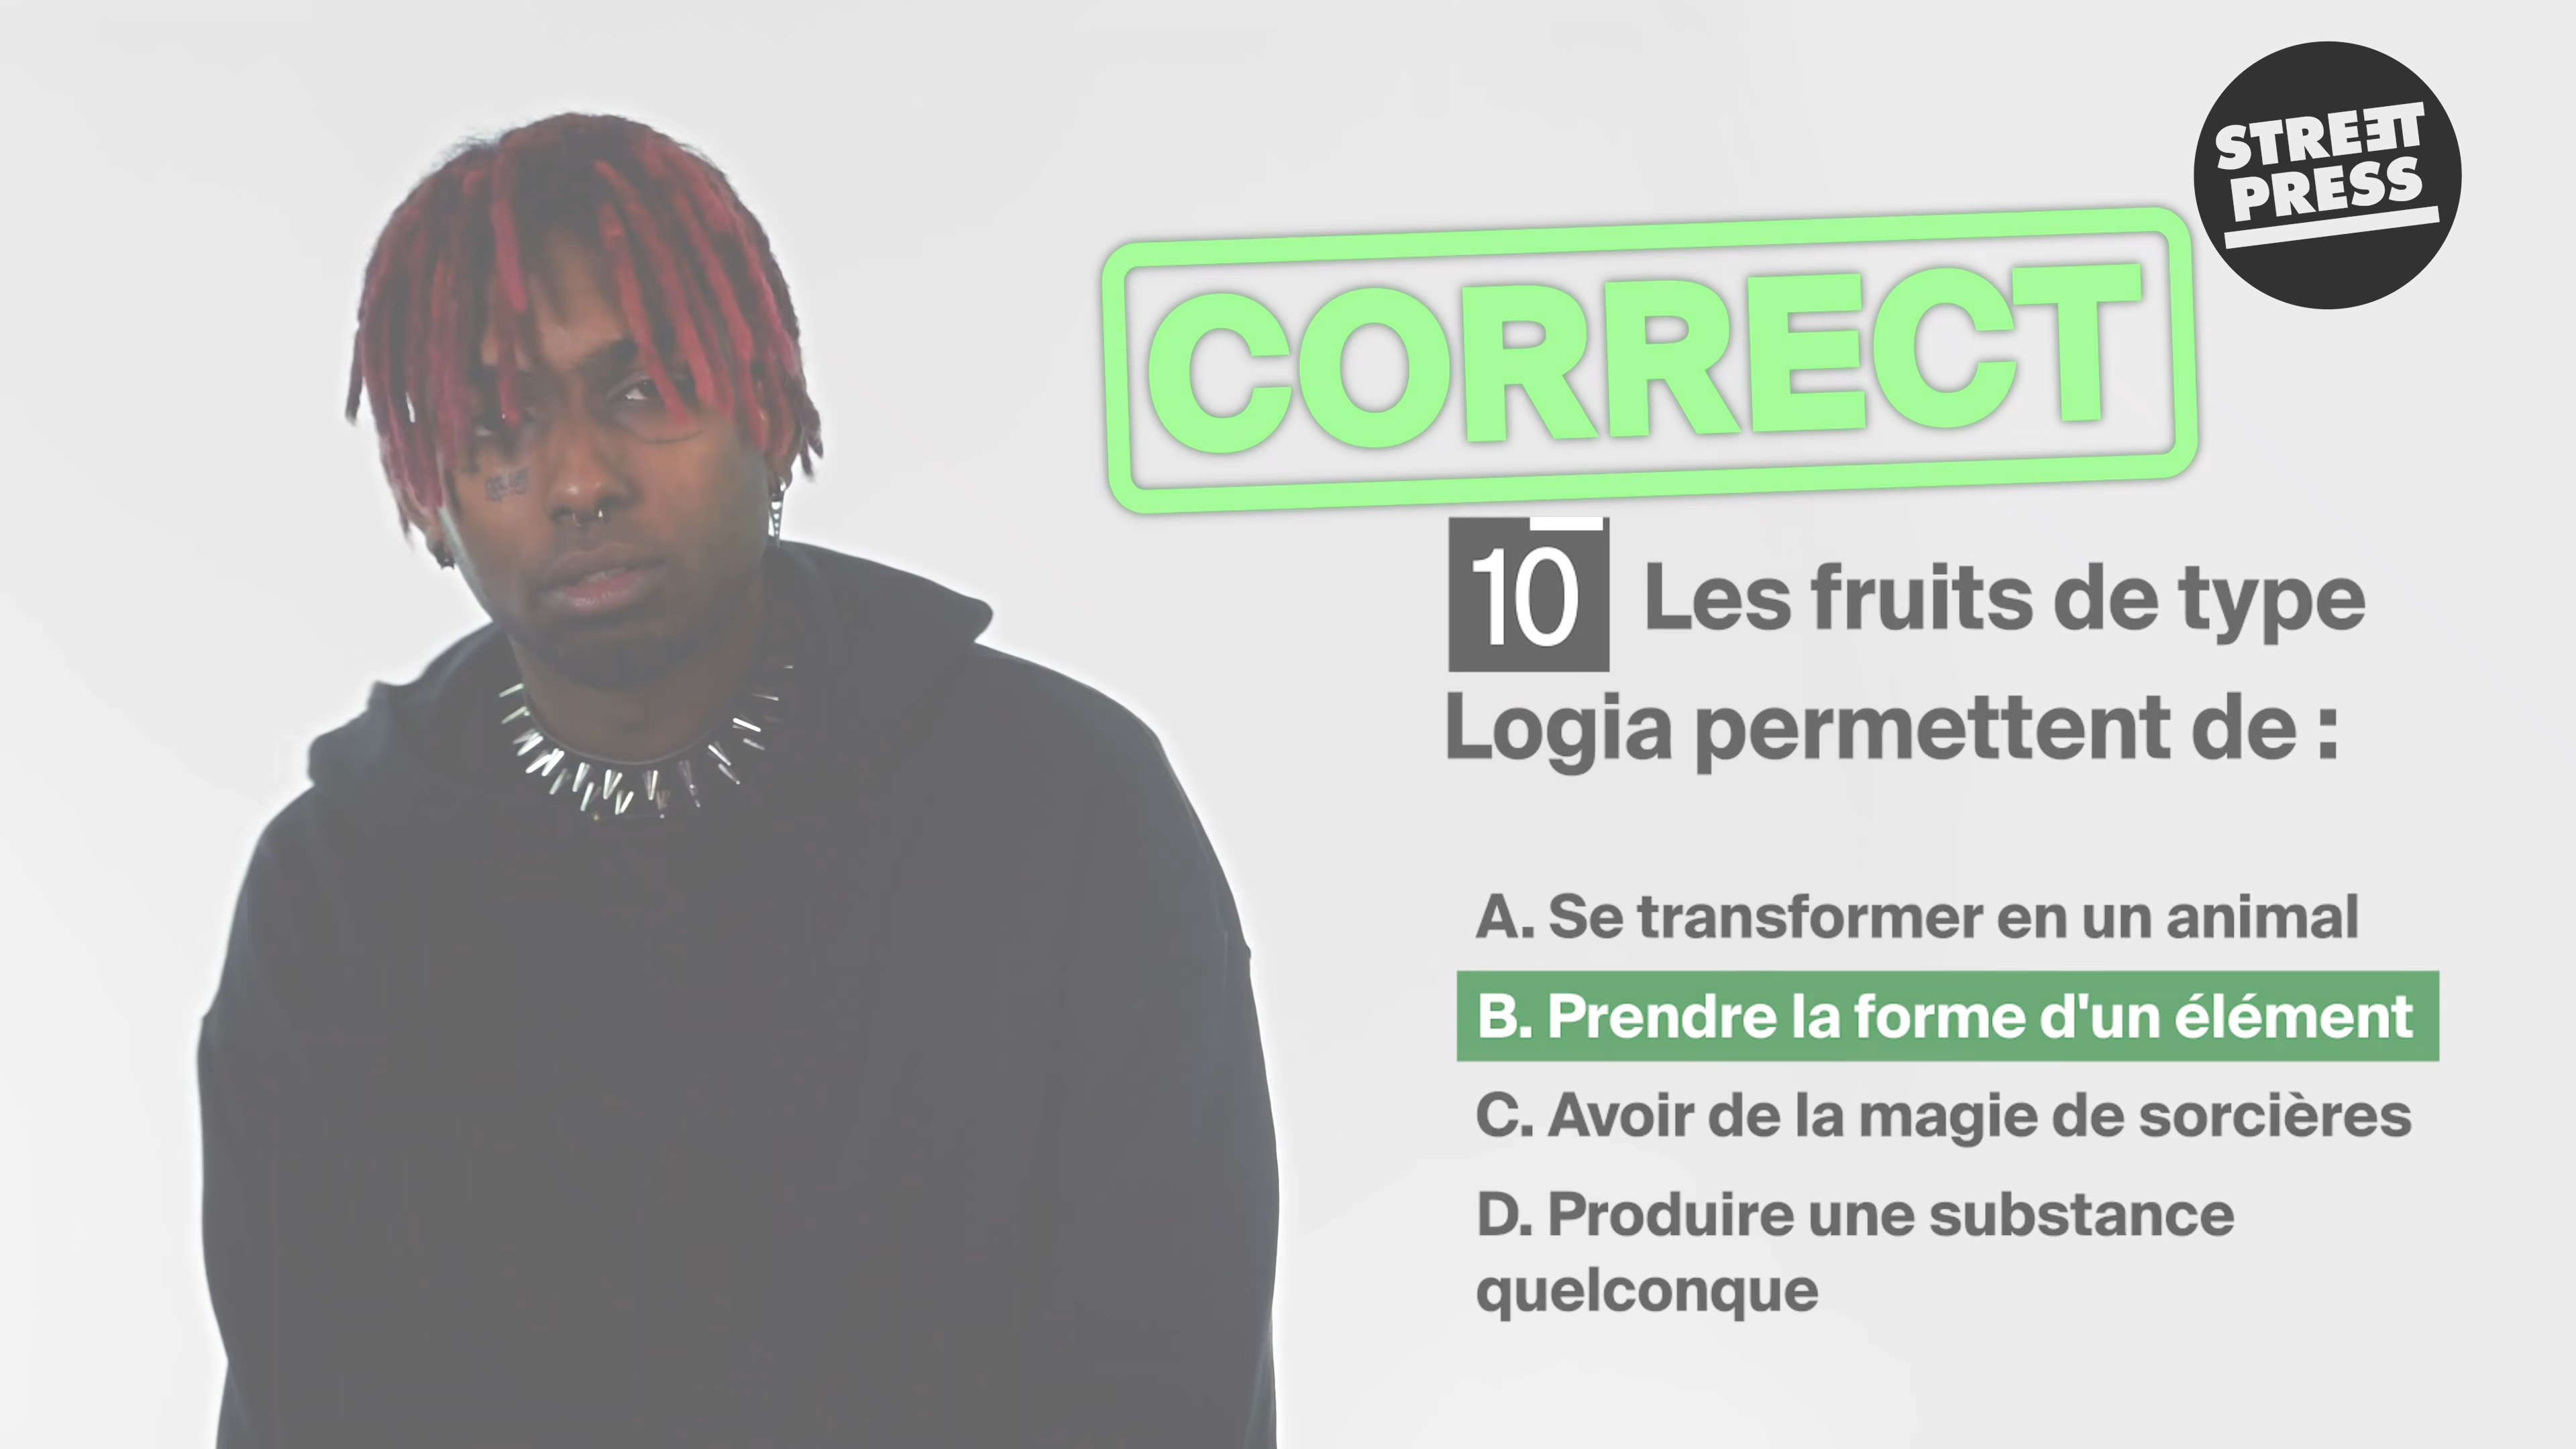 STREET
PRESS
CORRECT
10 Les fruits de type
Logia permettent de :
A. Se transformer en un animal
B. Prendre la forme d'un élément
C. Avoir de la magie de sorcières
D. Produire une substance
quelconque